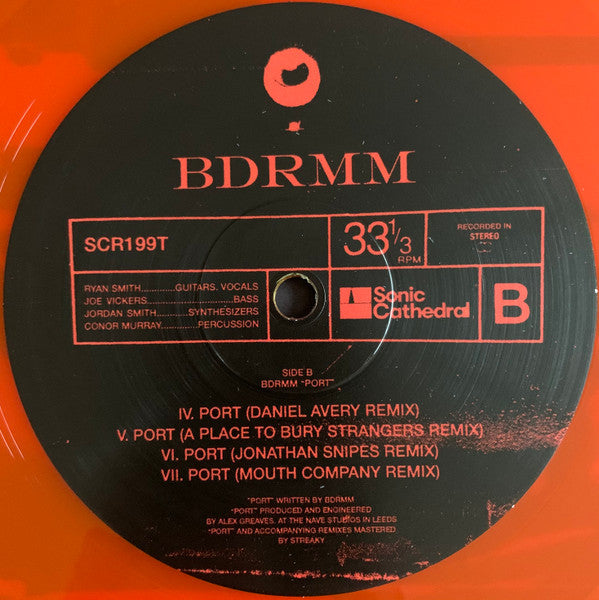 BDRMM
SCR199T
33 1/3
RPM
RECORDED IN
STEREO
RYAN SMITH............GUITARS. VOCALS
JOE VICKERS......................BASS
JORDAN SMITH............SYNTHESIZERS
CONOR MURRAY............PERCUSSION
Sonic
Cathedral
B
SIDE B
BDRMM "PORT"
IV. PORT (DANIEL AVERY REMIX)
V. PORT (A PLACE TO BURY STRANGERS REMIX)
VI. PORT (JONATHAN SNIPES REMIX)
VII. PORT (MOUTH COMPANY REMIX)
"PORT" WRITTEN BY BDRMM
"PORT" PRODUCED AND ENGINEERED
BY ALEX GREAVES. AT THE NAVE STUDIOS IN LEEDS
"PORT" AND ACCOMPANYING REMIXES MASTERED
BY STREAKY